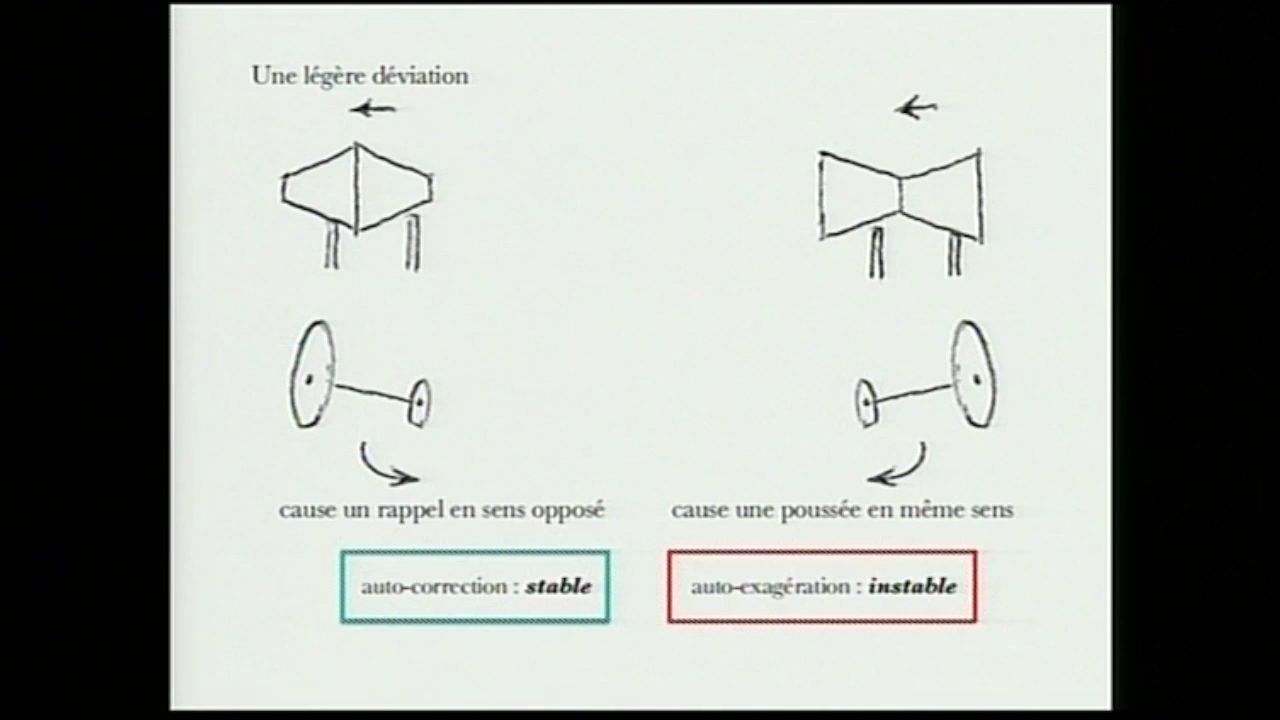 Une légère déviation
cause un rappel en sens opposé
cause une poussée en même sens
auto-correction : stable
auto-exagération : instable